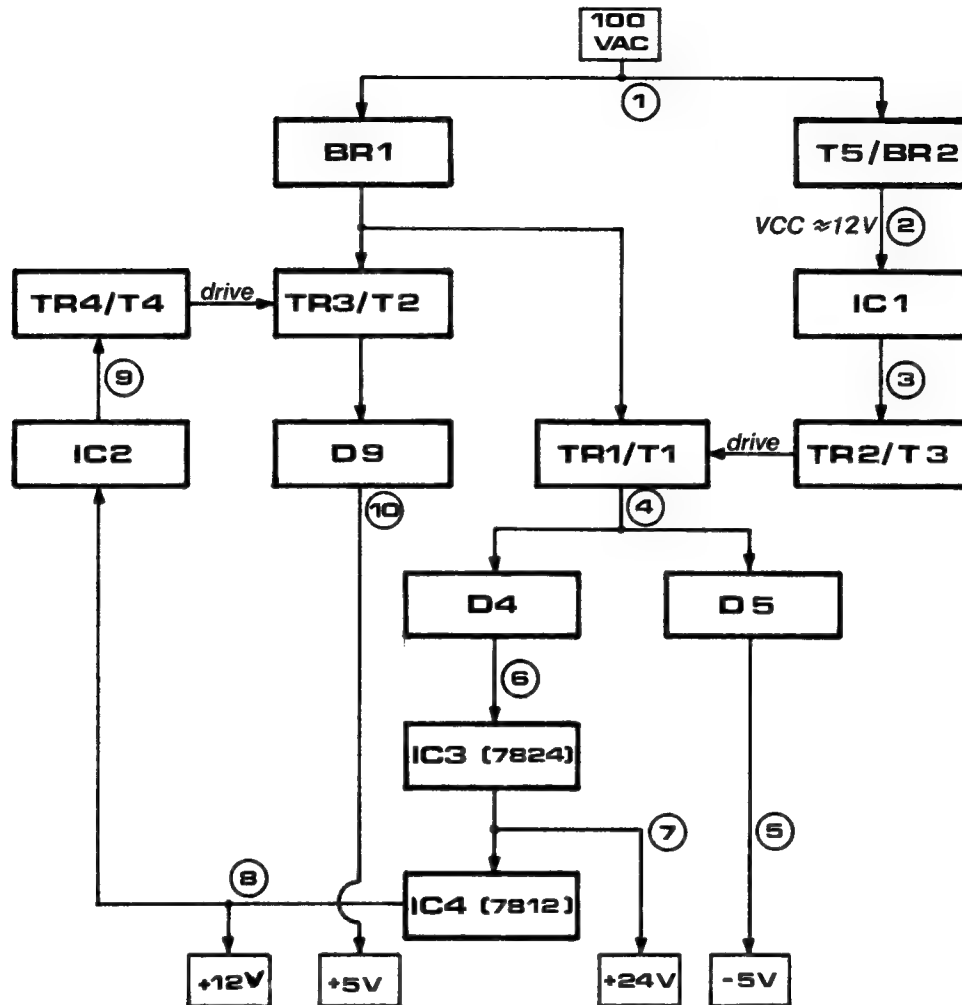 100
VAC
1
BR1
T5/BR2
VCC ≈12V
2
TR4/T4
drive
TR3/T2
IC1
9
3
IC2
D9
TR1/T1
drive
TR2/T3
10
4
D4
D5
6
IC3 (7824)
7
5
8
IC4 (7812)
+12V
+5V
+24V
-5V